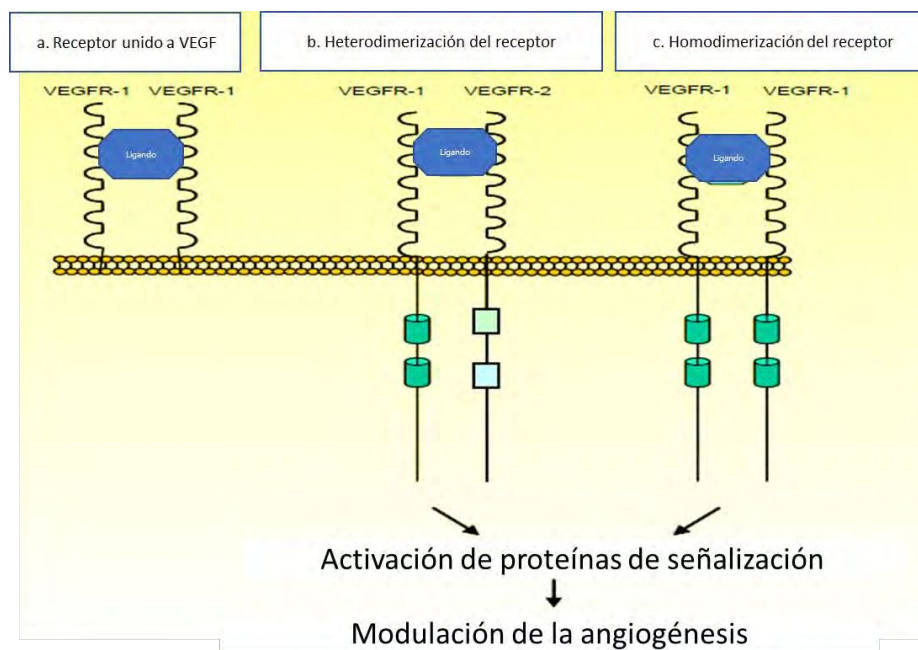 a. Receptor unido a VEGF
b. Heterodimerización del receptor
c. Homodimerización del receptor
VEGFR-1 VEGFR-1
VEGFR-1 VEGFR-2
VEGFR-1 VEGFR-1
Ligando
Ligando
Ligando
Activación de proteínas de señalización
Modulación de la angiogénesis